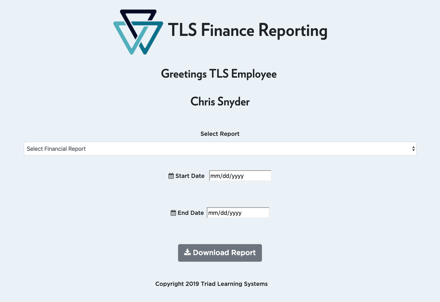 TLS Finance Reporting
Greetings TLS Employee
Chris Snyder
Select Report
Select Financial Report
Start Date mm/dd/yyyy
End Date mm/dd/yyyy
Download Report
Copyright 2019 Triad Learning Systems